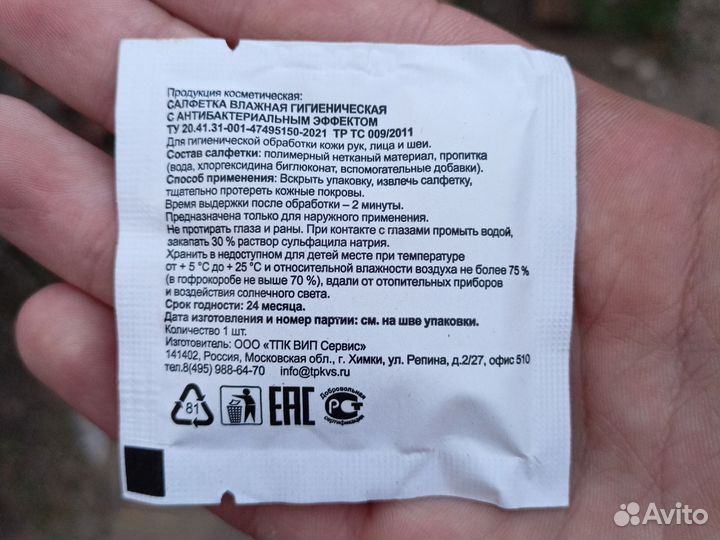 Продукция косметическая:
САЛФЕТКА ВЛАЖНАЯ ГИГИЕНИЧЕСКАЯ
С АНТИБАКТЕРИАЛЬНЫМ ЭФФЕКТОМ
ТУ 20.41.31-001-47495150-2021 ТР ТС 009/2011
Для гигиенической обработки кожи рук, лица и шеи.
Состав салфетки: полимерный нетканый материал, пропитка
(вода, хлоргексидина биглюконат, вспомогательные добавки).
Способ применения: Вскрыть упаковку, извлечь салфетку,
тщательно протереть кожные покровы.
Время выдержки после обработки – 2 минуты.
Предназначена только для наружного применения.
Не протирать глаза и раны. При контакте с глазами промыть водой,
закапать 30 % раствор сульфацила натрия.
Хранить в недоступном для детей месте при температуре
от + 5 °С до + 25 °С и относительной влажности воздуха не более 75 %
(в гофрокоробе не выше 70 %), вдали от отопительных приборов
и воздействия солнечного света.
Срок годности: 24 месяца.
Дата изготовления и номер партии: см. на шве упаковки.
Количество 1 шт.
Изготовитель: ООО «ТПК ВИП Сервис»
141402, Россия, Московская обл., г. Химки, ул. Репина, д.2/27, офис 510
тел.8(495) 988-64-70 info@tpkvs.ru
81
ЕАС
Добровольная
РСТ
сертификация
Avito